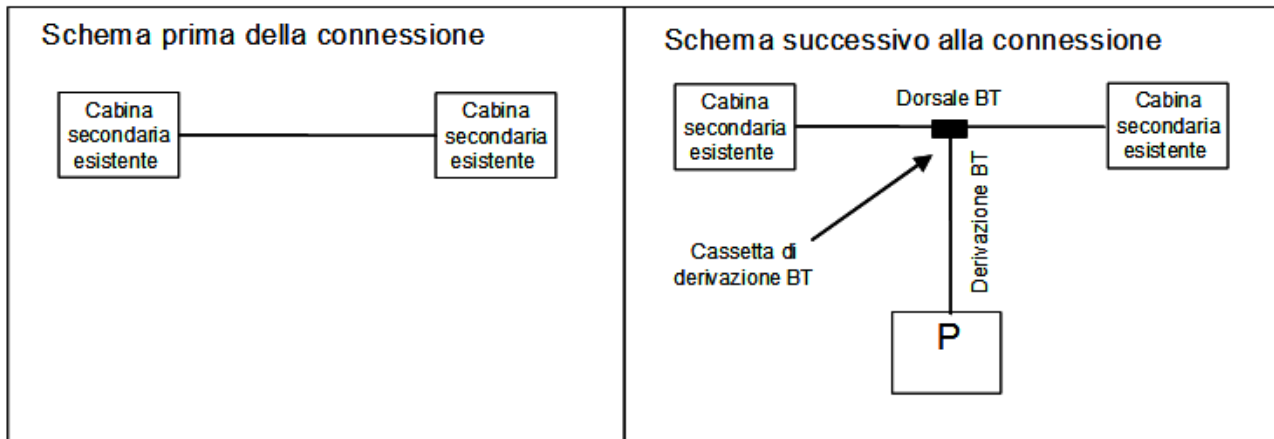 Schema prima della connessione
Cabina
secondaria
esistente
Cabina
secondaria
esistente
Schema successivo alla connessione
Cabina
secondaria
esistente
Dorsale BT
Cabina
secondaria
esistente
Derivazione BT
Cassetta di
derivazione BT
P